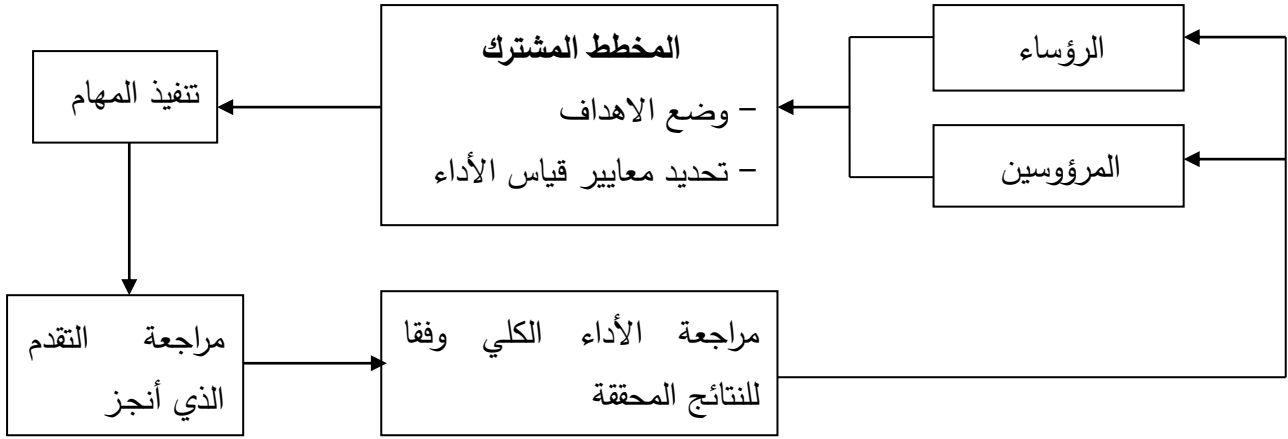 الرؤساء
المرؤوسين
المخطط المشترك
– وضع الاهداف
– تحديد معايير قياس الأداء
تنفيذ المهام
مراجعة التقدم
الذي أنجز
مراجعة الأداء الكلي وفقا
للنتائج المحققة